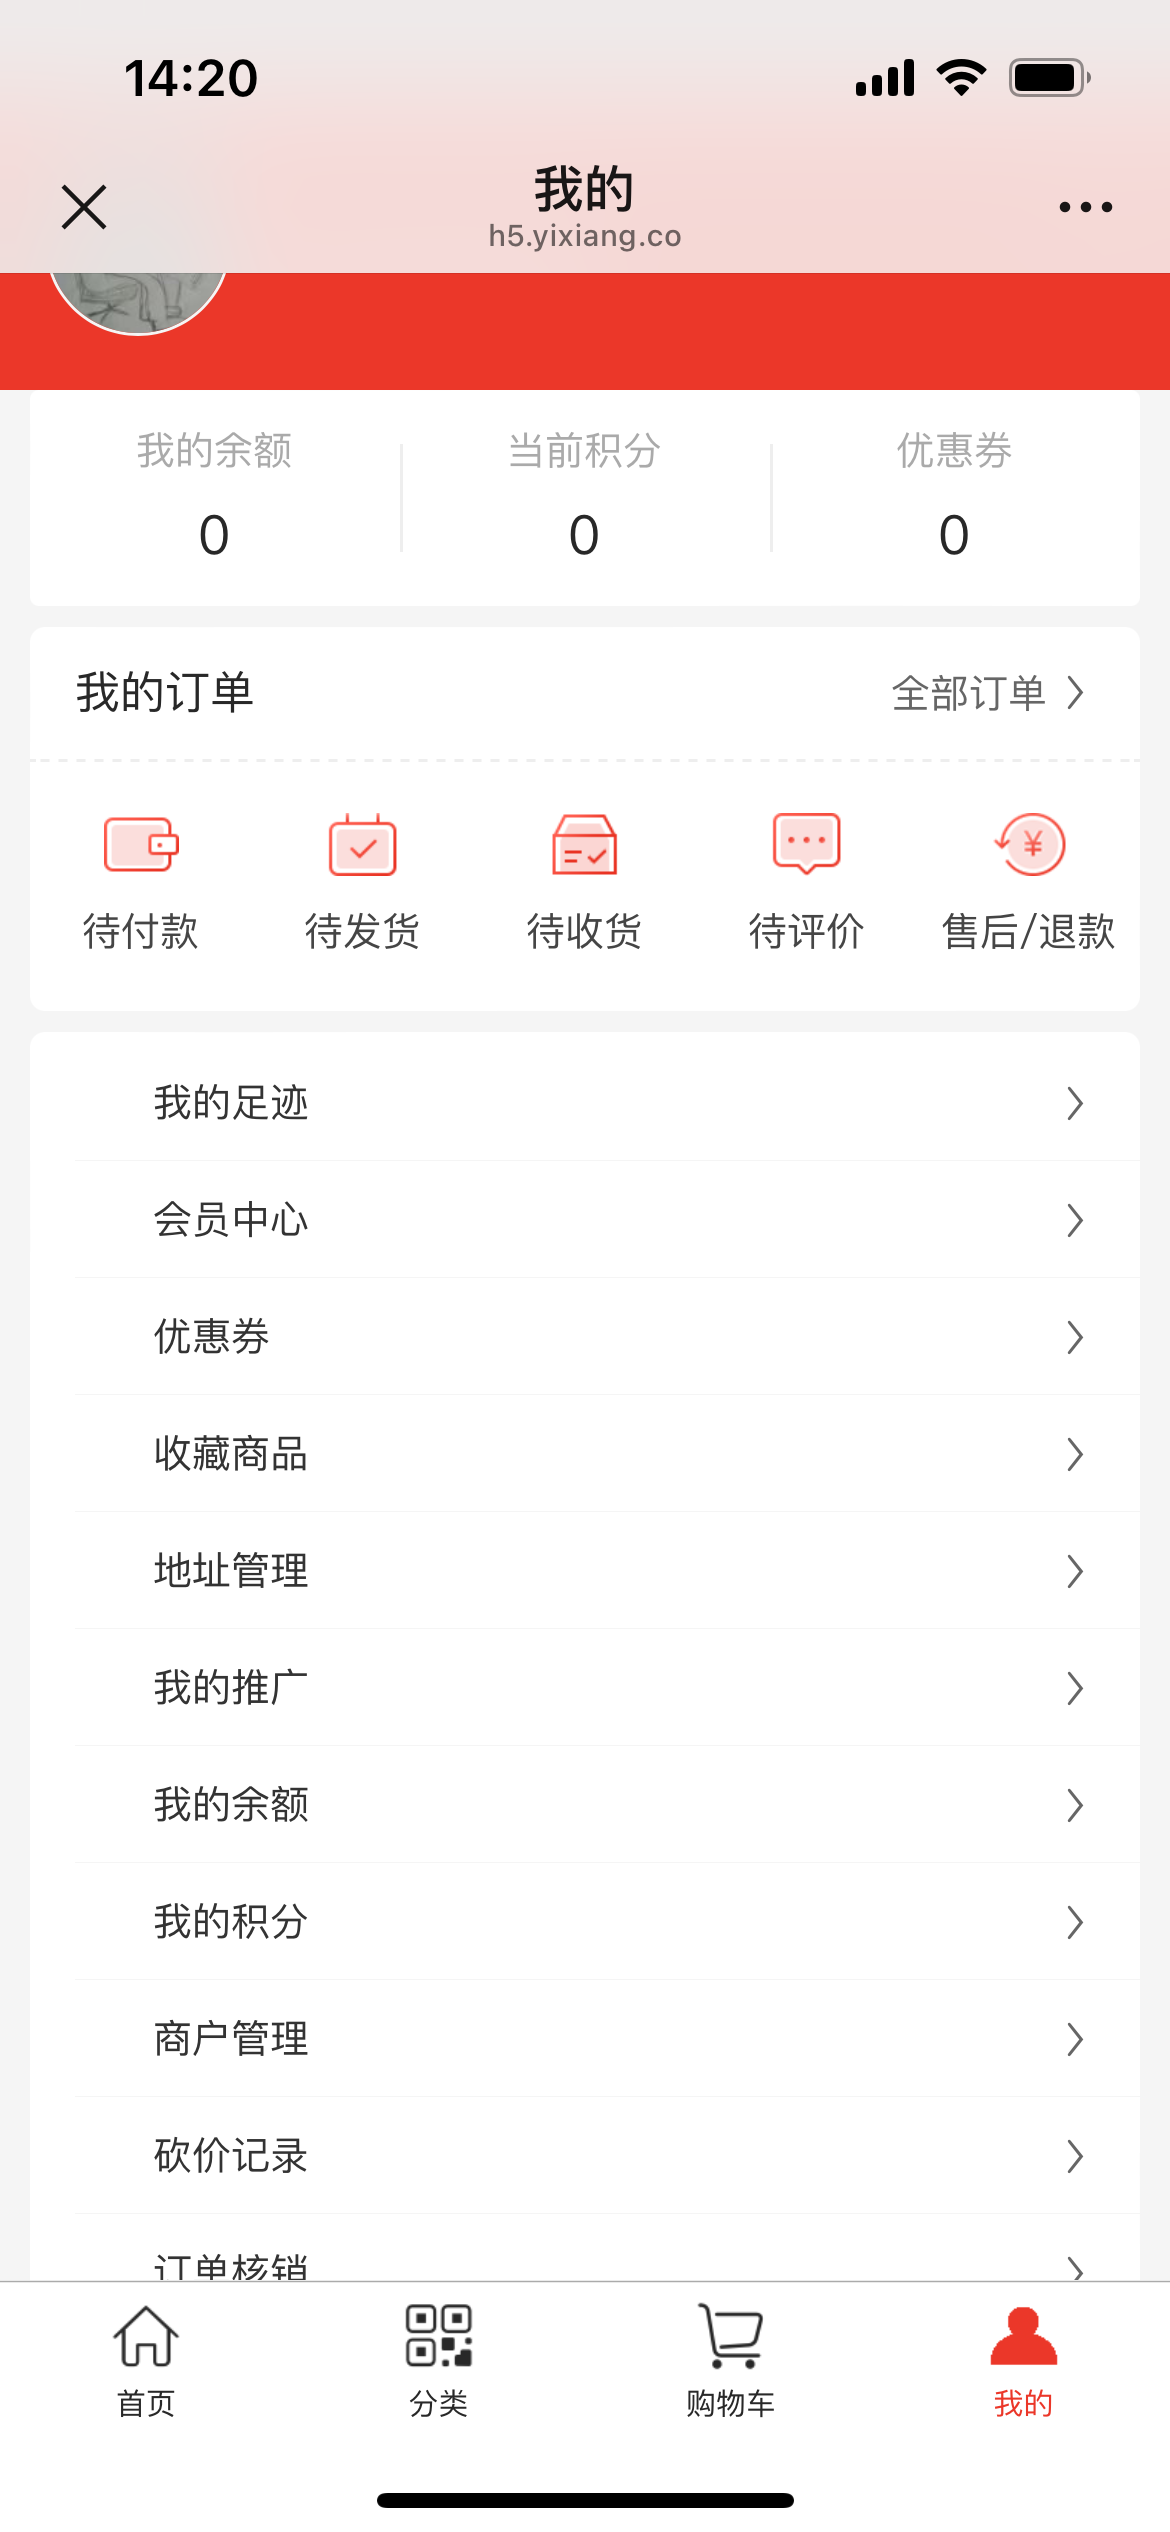 14:20
我的
h5.yixiang.co
我的余额 当前积分 优惠券
0 0 0
我的订单 全部订单
待付款 待发货 待收货 待评价 售后/退款
我的足迹
会员中心
优惠券
收藏商品
地址管理
我的推广
我的余额
我的积分
商户管理
砍价记录
订单核销
首页 分类 购物车 我的